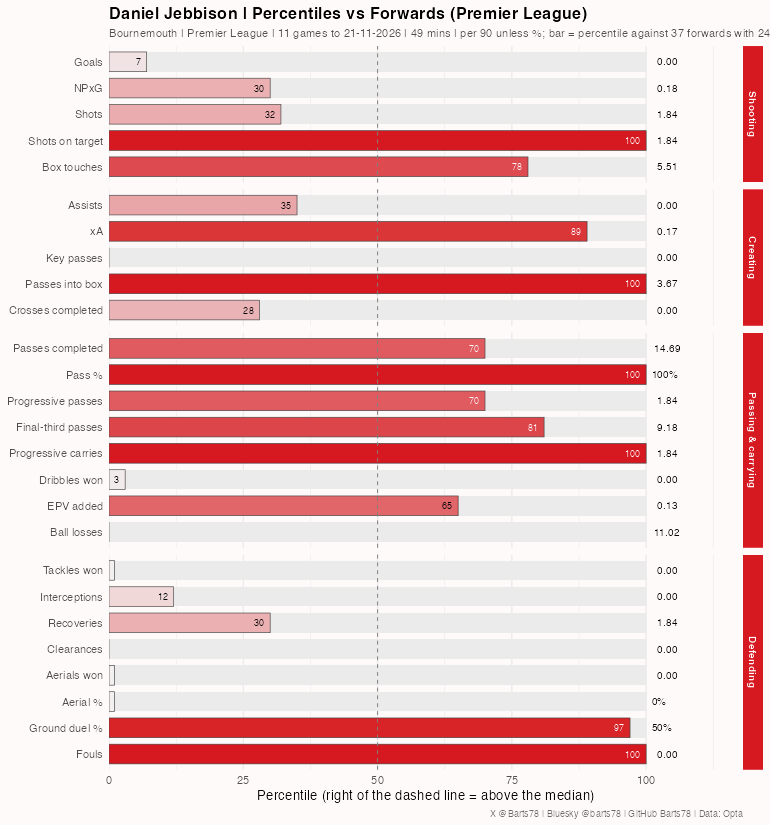 Daniel Jebbison | Percentiles vs Forwards (Premier League)
Bournemouth | Premier League | 11 games to 21-11-2026 | 49 mins | per 90 unless %; bar = percentile against 37 forwards with 24
Goals 7 0.00
NPxG 30 0.18
Shots 32 1.84
Shots on target 100 1.84
Box touches 78 5.51
Shooting
Assists 35 0.00
xA 89 0.17
Key passes 0.00
Passes into box 100 3.67
Crosses completed 28 0.00
Creating
Passes completed 70 14.69
Pass % 100 100%
Progressive passes 70 1.84
Final-third passes 81 9.18
Progressive carries 100 1.84
Dribbles won 3 0.00
EPV added 65 0.13
Ball losses 11.02
Passing & carrying
Tackles won 0.00
Interceptions 12 0.00
Recoveries 30 1.84
Clearances 0.00
Aerials won 0.00
Aerial % 0%
Ground duel % 97 50%
Fouls 100 0.00
Defending
0 25 50 75 100
Percentile (right of the dashed line = above the median)
X @Barts78 | Bluesky @barts78 | GitHub Barts78 | Data: Opta